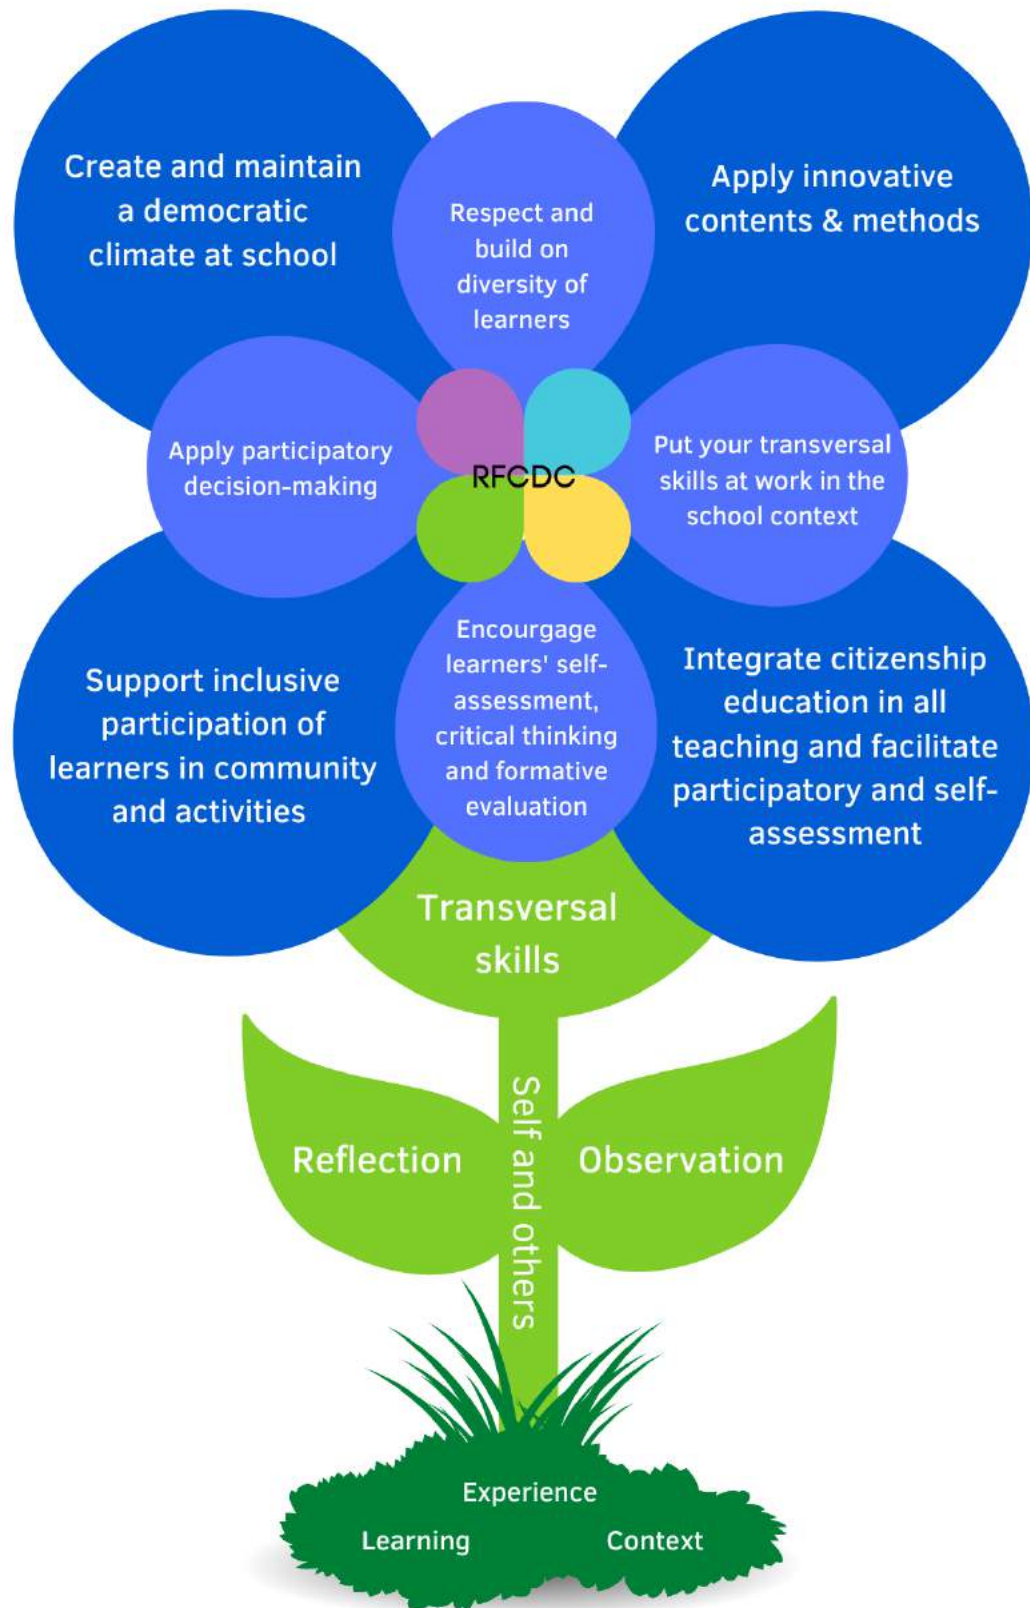 Create and maintain
a democratic
climate at school
Respect and
build on
diversity of
learners
Apply innovative
contents & methods
Apply participatory
decision-making
RFCDC
Put your transversal
skills at work in the
school context
Support inclusive
participation of
learners in community
and activities
Encourgage
learners' self-
assessment,
critical thinking
and formative
evaluation
Integrate citizenship
education in all
teaching and facilitate
participatory and self-
assessment
Transversal
skills
Reflection
Self and others
Observation
Experience
Learning
Context